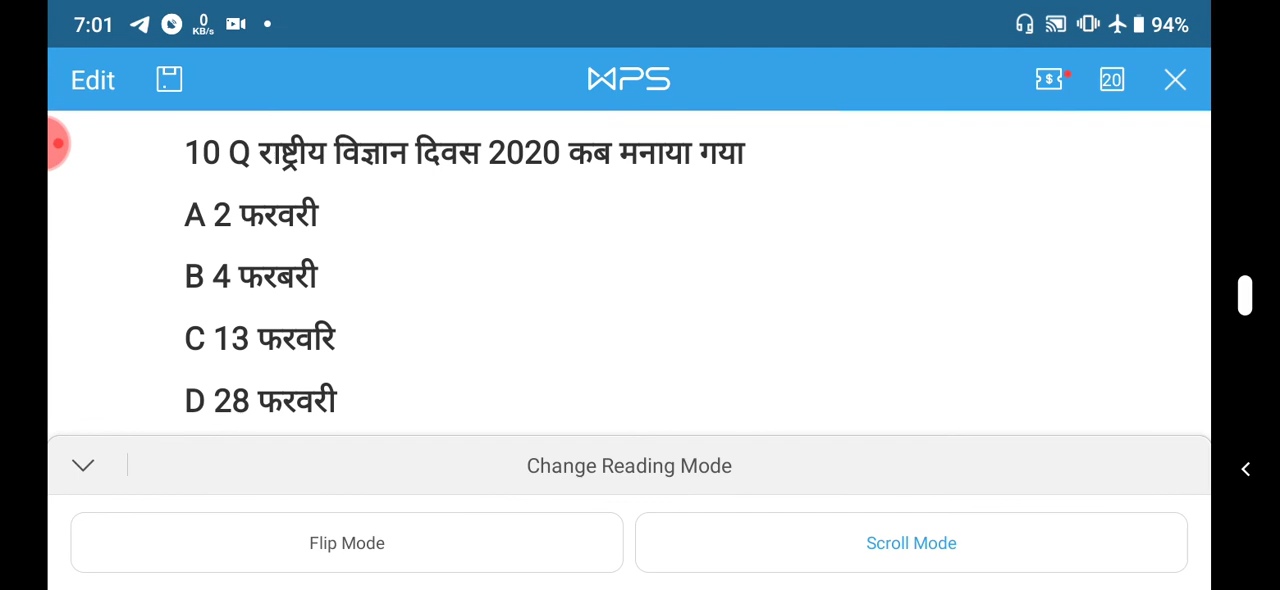 7:01 0 KB/s 94%
Edit WPS 20
10 Q राष्ट्रीय विज्ञान दिवस 2020 कब मनाया गया
A 2 फरवरी
B 4 फरबरी
C 13 फरवरि
D 28 फरवरी
Change Reading Mode
Flip Mode Scroll Mode